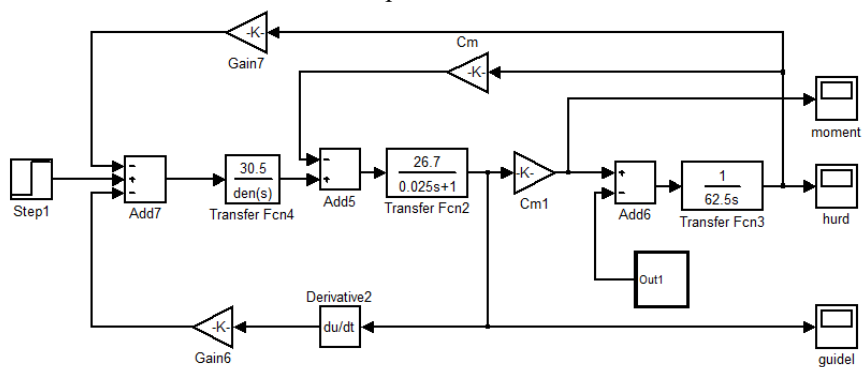 -K-
Gain7
Cm
-K-
moment
Step1
−
+
−
Add7
30.5
den(s)
Transfer Fcn4
−
+
Add5
26.7
0.025s+1
Transfer Fcn2
-K-
Cm1
+
−
Add6
1
62.5s
Transfer Fcn3
hurd
Out1
Derivative2
du/dt
-K-
Gain6
guidel